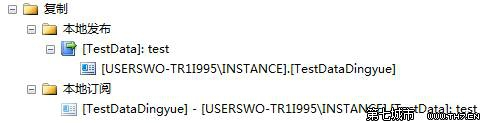 复制
本地发布
[TestData]: test
[USERSWO-TR1I995\INSTANCE].[TestDataDingyue]
本地订阅
[TestDataDingyue] - [USERSWO-TR1I995\INSTANCE].[TestData]: test
第七城市